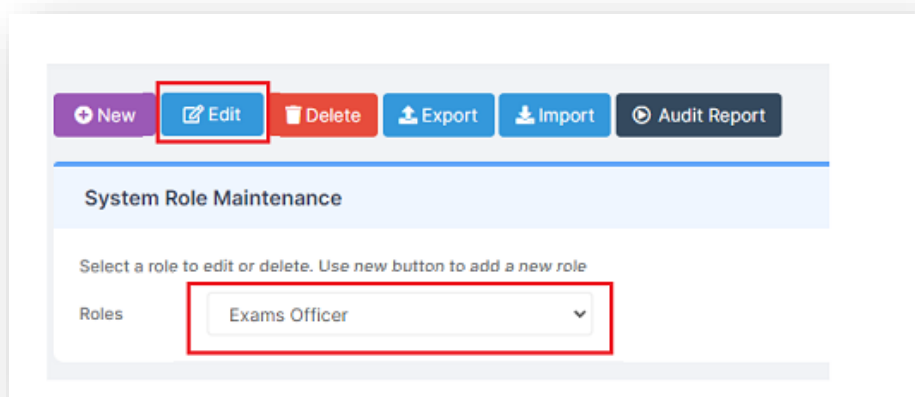 New Edit Delete Export Import Audit Report
System Role Maintenance
Select a role to edit or delete. Use new button to add a new role
Roles Exams Officer